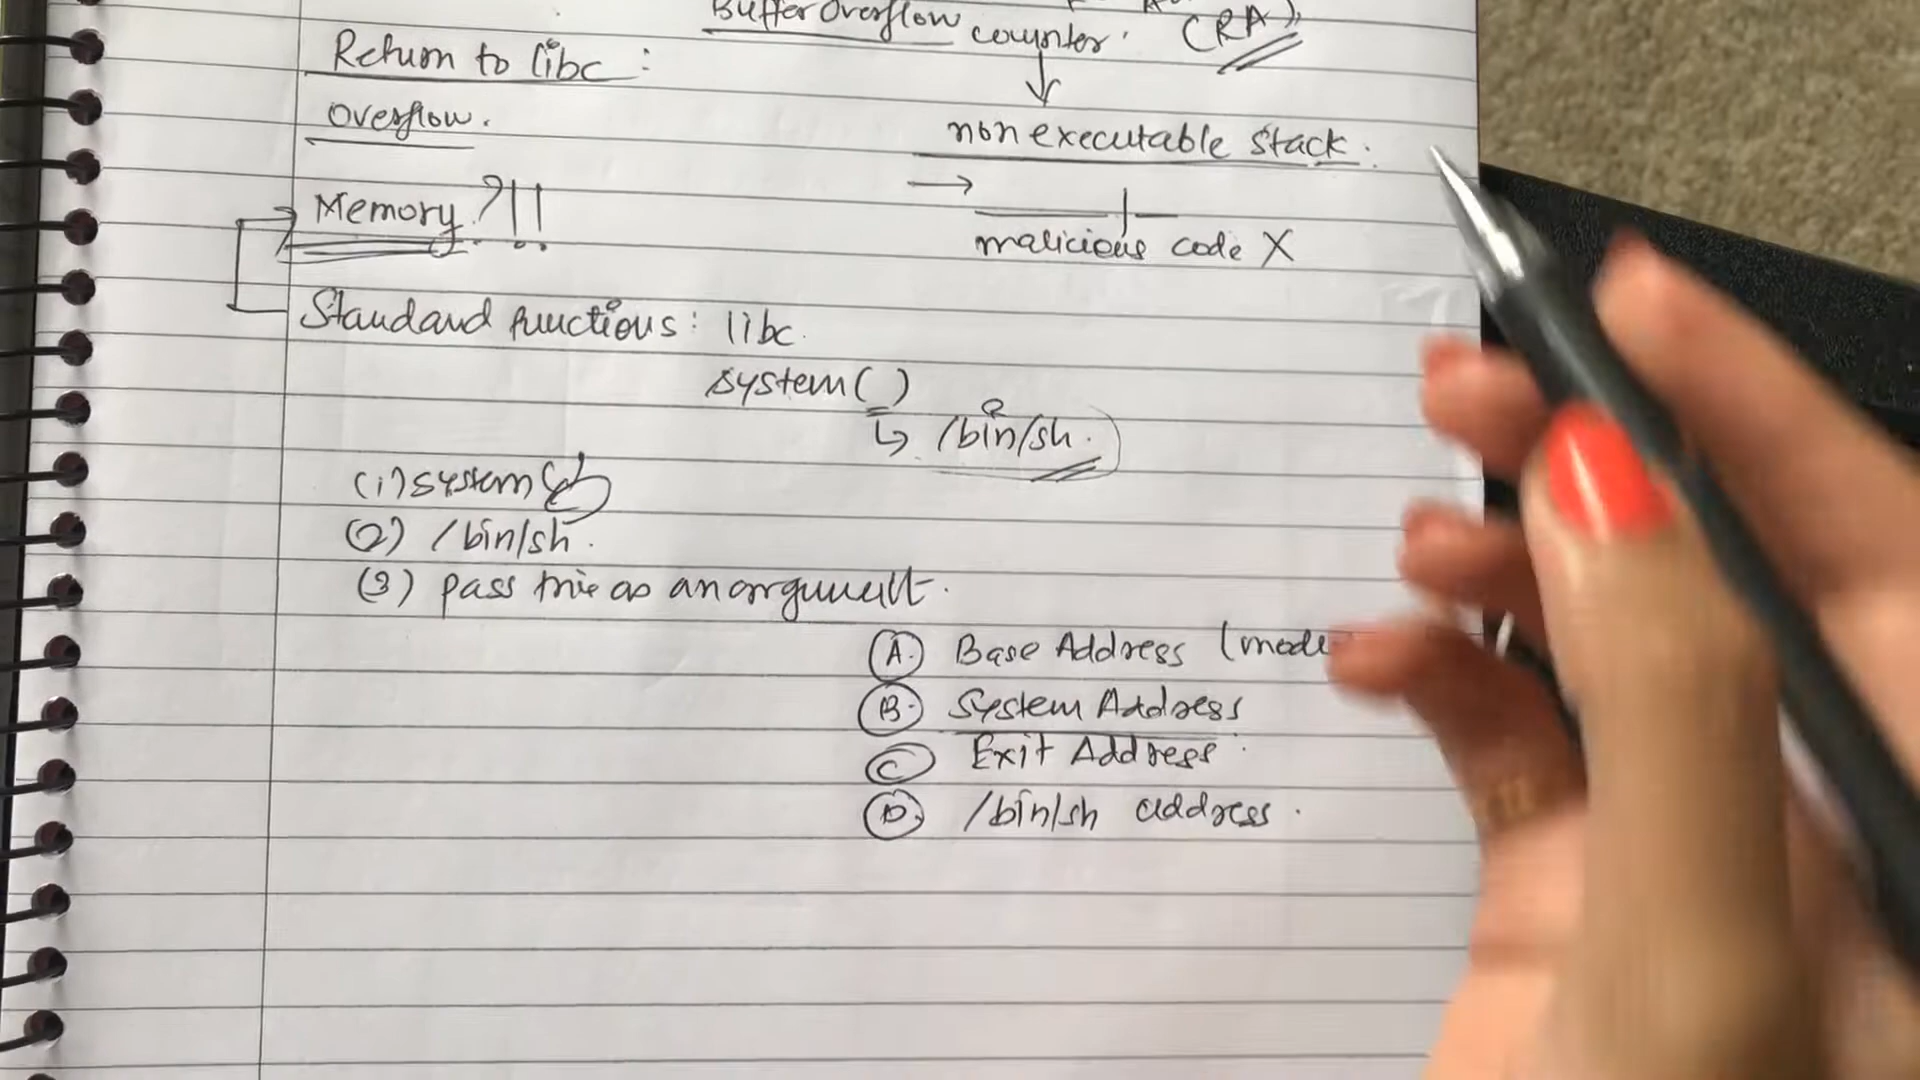 Buffer Overflow counter. (CRA)
Return to libc :
overflow.
non executable stack.
→
Memory ?!!
malicious code X
Standard functions: libc.
system( )
↳ /bin/sh.
(1) system
(2) /bin/sh.
(3) pass this as an argument.
(A.) Base Address (mode
(B.) System Address
(C) Exit Address
(D.) /bin/sh address.